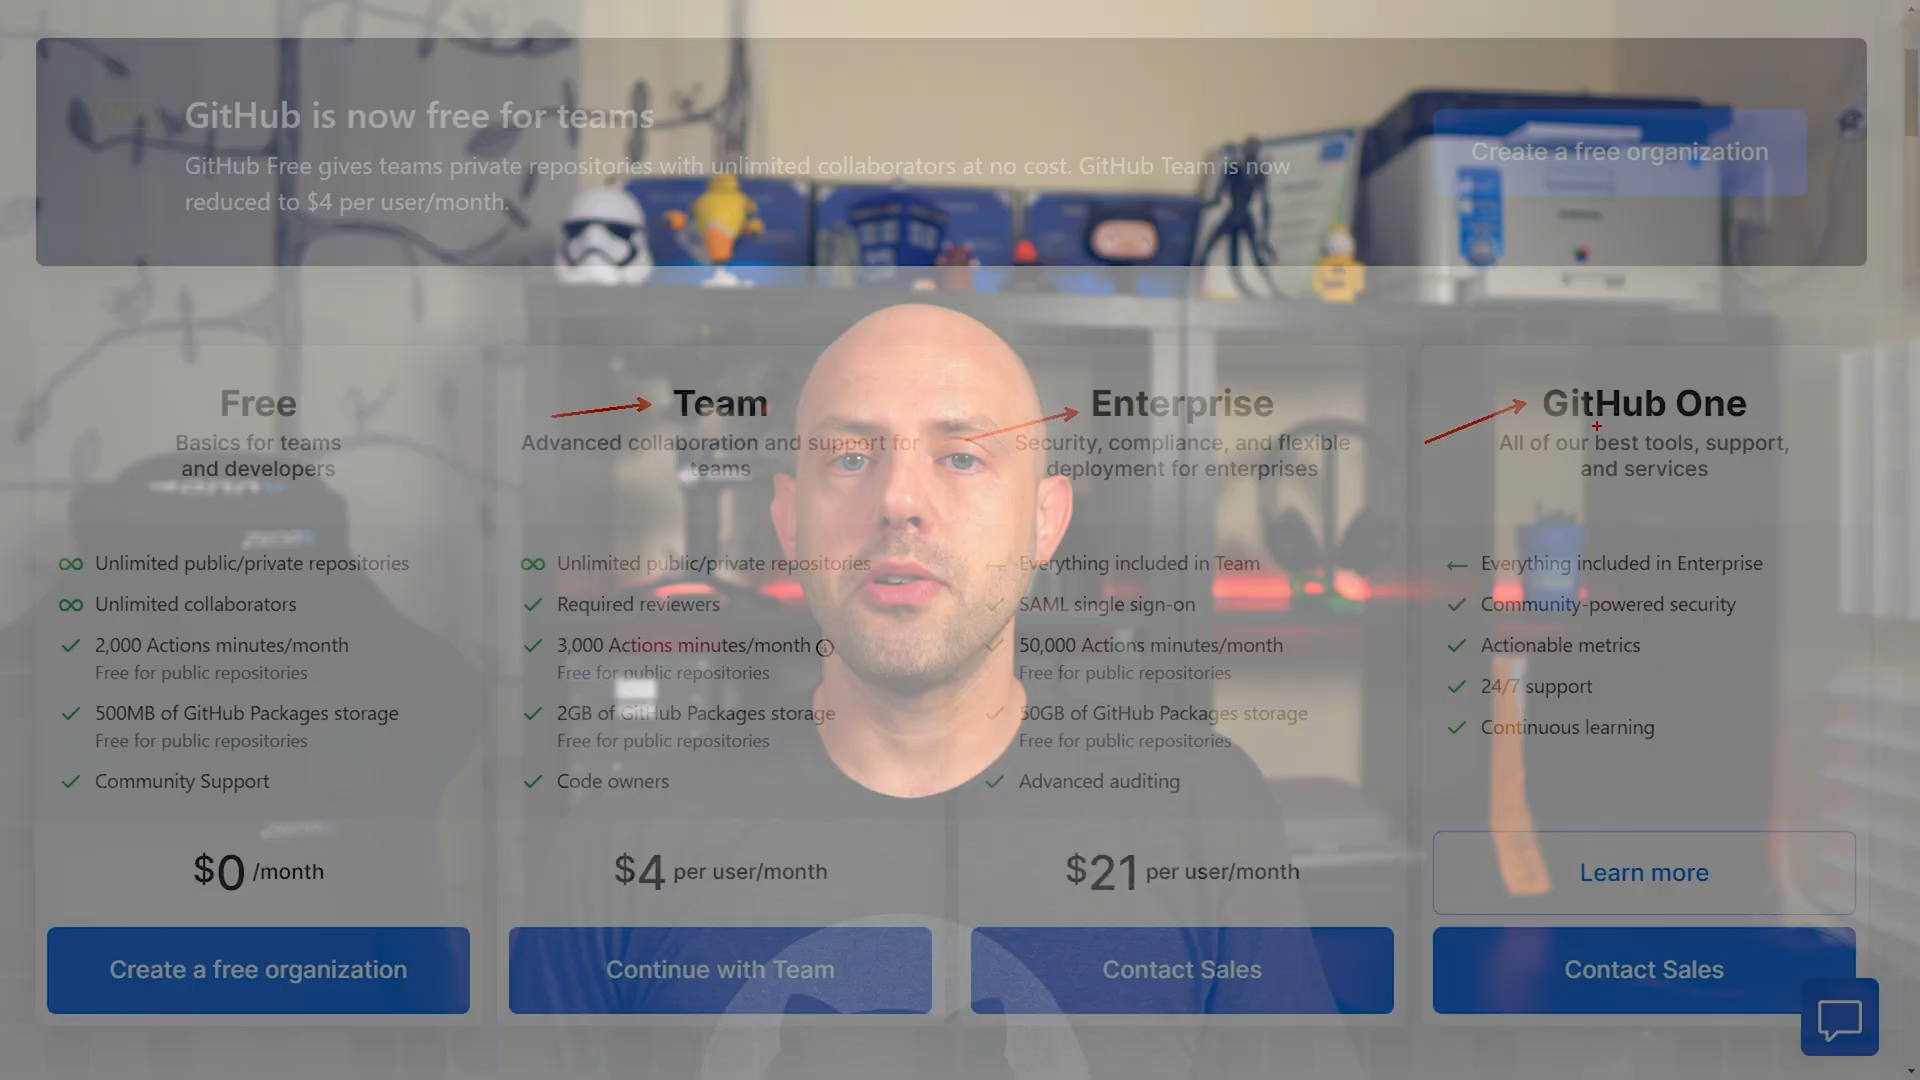 GitHub is now free for teams
GitHub Free gives teams private repositories with unlimited collaborators at no cost. GitHub Team is now
reduced to $4 per user/month.
Create a free organization
Free
Basics for teams
and developers
∞ Unlimited public/private repositories
∞ Unlimited collaborators
✓ 2,000 Actions minutes/month
Free for public repositories
✓ 500MB of GitHub Packages storage
Free for public repositories
✓ Community Support
$0 /month
Create a free organization
Team
Advanced collaboration and support for
teams
∞ Unlimited public/private repositories
✓ Required reviewers
✓ 3,000 Actions minutes/month
Free for public repositories
✓ 2GB of GitHub Packages storage
Free for public repositories
✓ Code owners
$4 per user/month
Continue with Team
Enterprise
Security, compliance, and flexible
deployment for enterprises
← Everything included in Team
✓ SAML single sign-on
✓ 50,000 Actions minutes/month
Free for public repositories
✓ 50GB of GitHub Packages storage
Free for public repositories
✓ Advanced auditing
$21 per user/month
Contact Sales
GitHub One
All of our best tools, support,
and services
← Everything included in Enterprise
✓ Community-powered security
✓ Actionable metrics
✓ 24/7 support
✓ Continuous learning
Learn more
Contact Sales